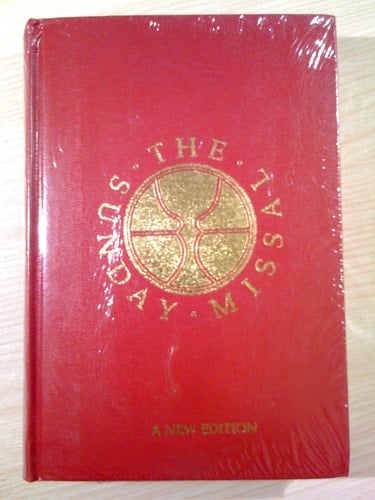 · THE · SUNDAY · MISSAL
A NEW EDITION